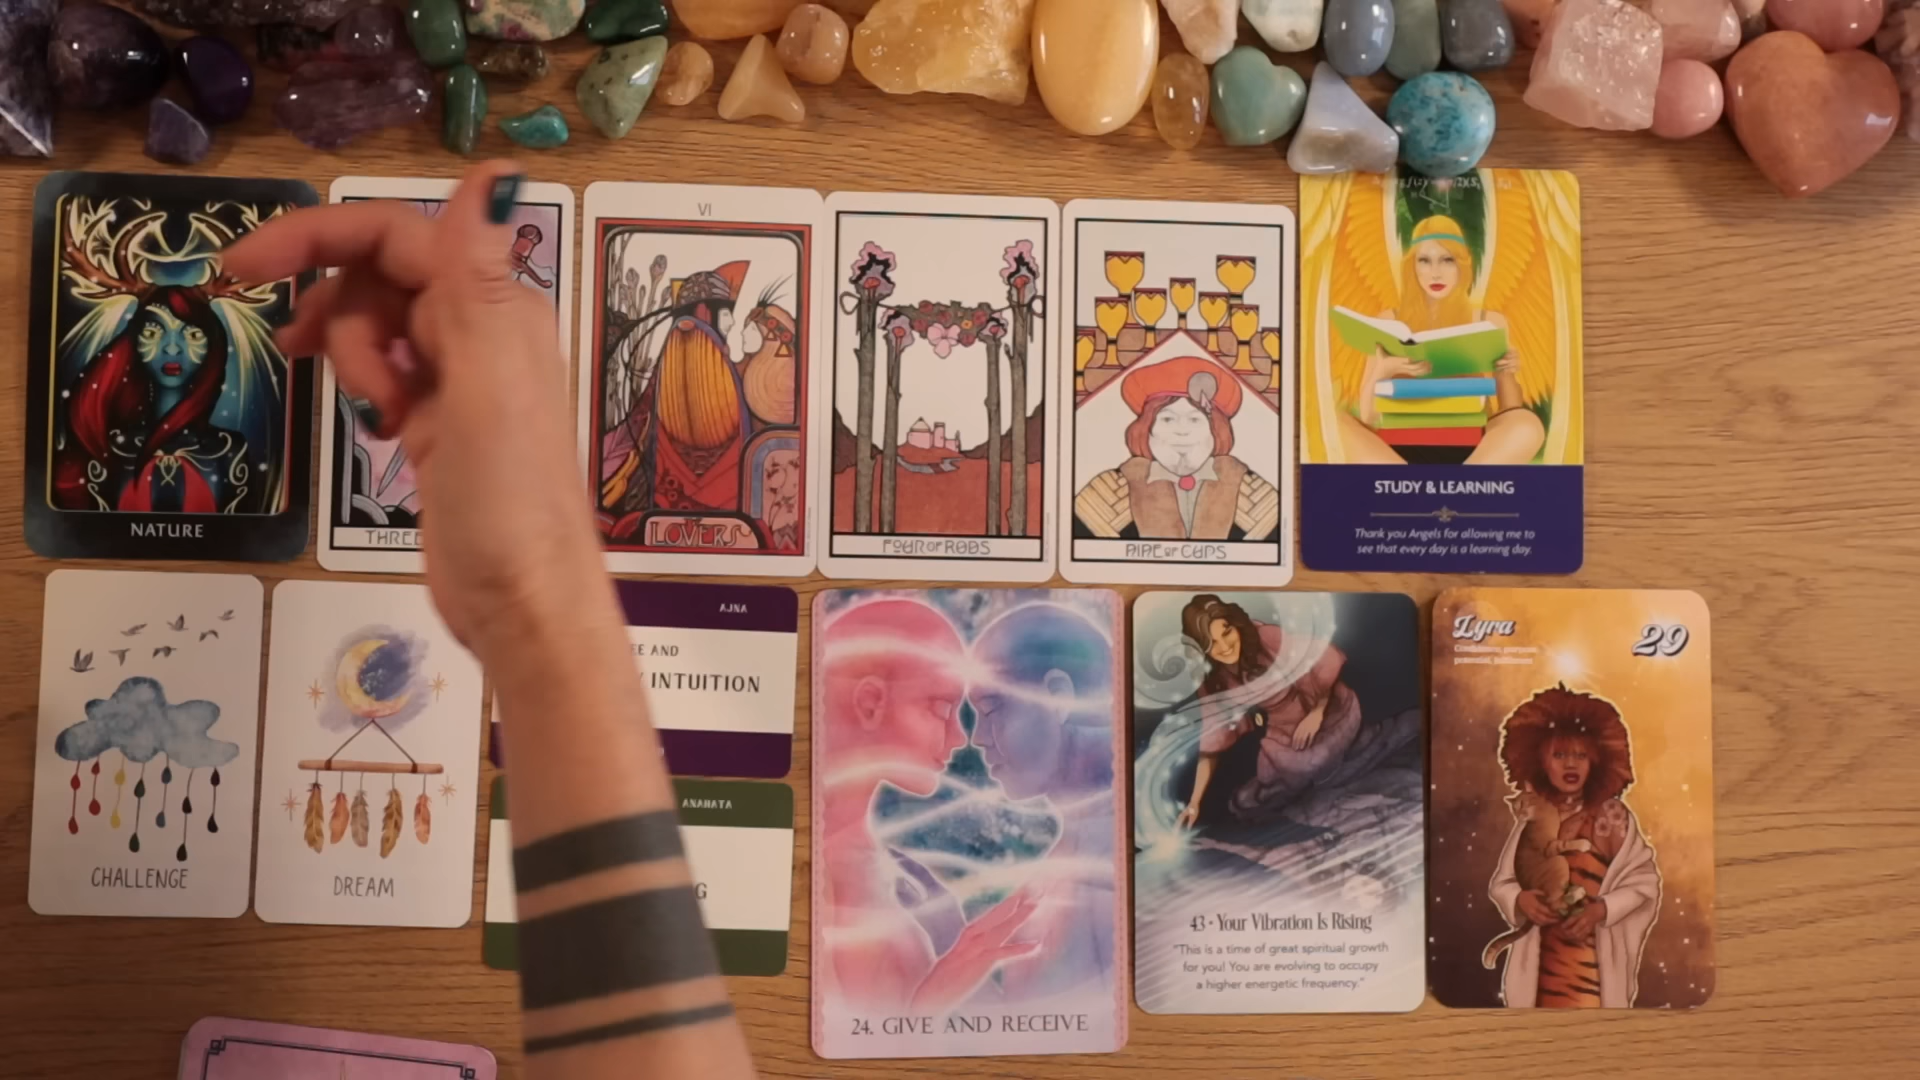 VI
NATURE
THREE
LOVERS
FOUR OF RODS
NINE OF CUPS
STUDY & LEARNING
Thank you Angels for allowing me to
see that every day is a learning day.
CHALLENGE
DREAM
AJNA
AND
INTUITION
ANAHATA
G
24. GIVE AND RECEIVE
43 • Your Vibration Is Rising
"This is a time of great spiritual growth
for you! You are evolving to occupy
a higher energetic frequency."
Lyra
29